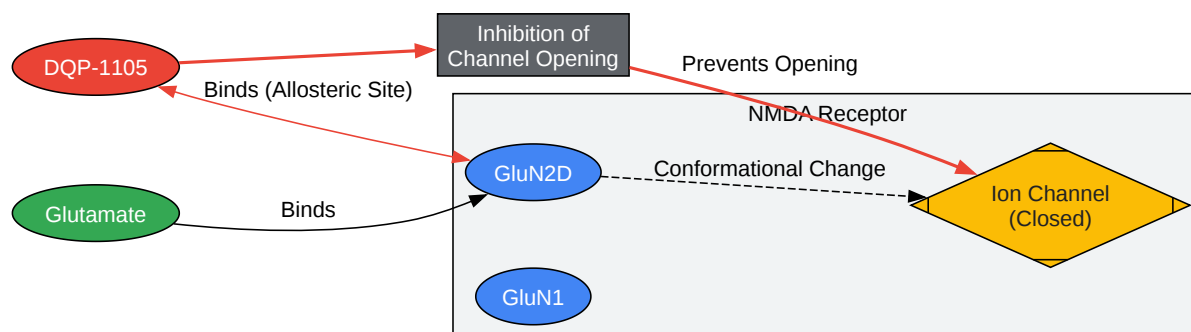 Inhibition of
Channel Opening
DQP-1105
Prevents Opening
Binds (Allosteric Site)
NMDA Receptor
GluN2D
Conformational Change
Ion Channel
(Closed)
Glutamate
Binds
GluN1